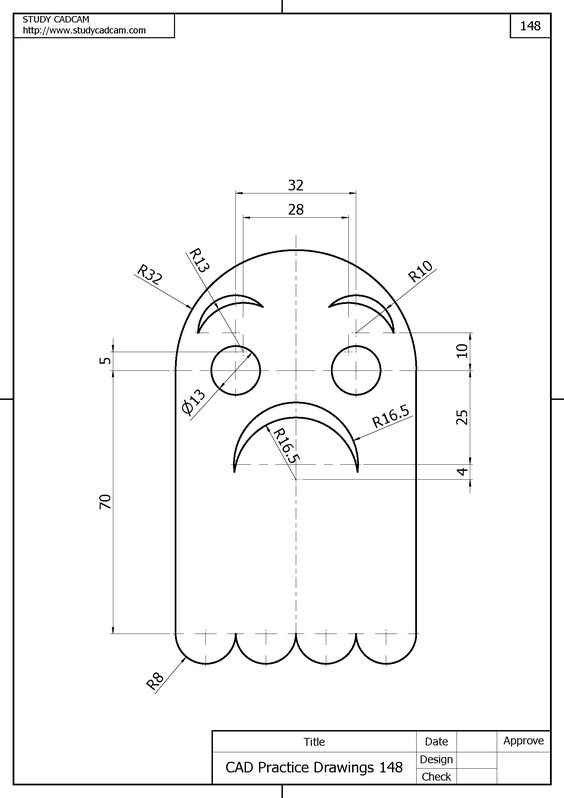 STUDY CADCAM
http://www.studycadcam.com
148
32
28
R13
R32
R10
5
10
Ø13
R16.5
R16.5
25
4
70
R8
Title
Date
Approve
CAD Practice Drawings 148
Design
Check